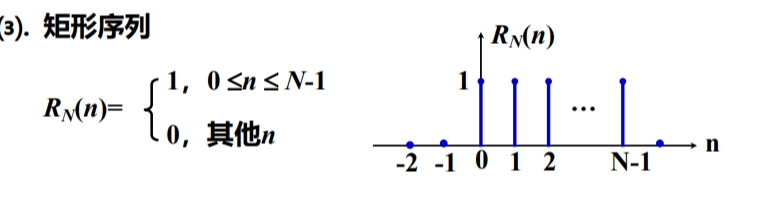 (3). 矩形序列
R_N(n)= { 1, 0 ≤n ≤ N-1
0, 其他n
R_N(n)
1
...
-2 -1 0 1 2 N-1 n